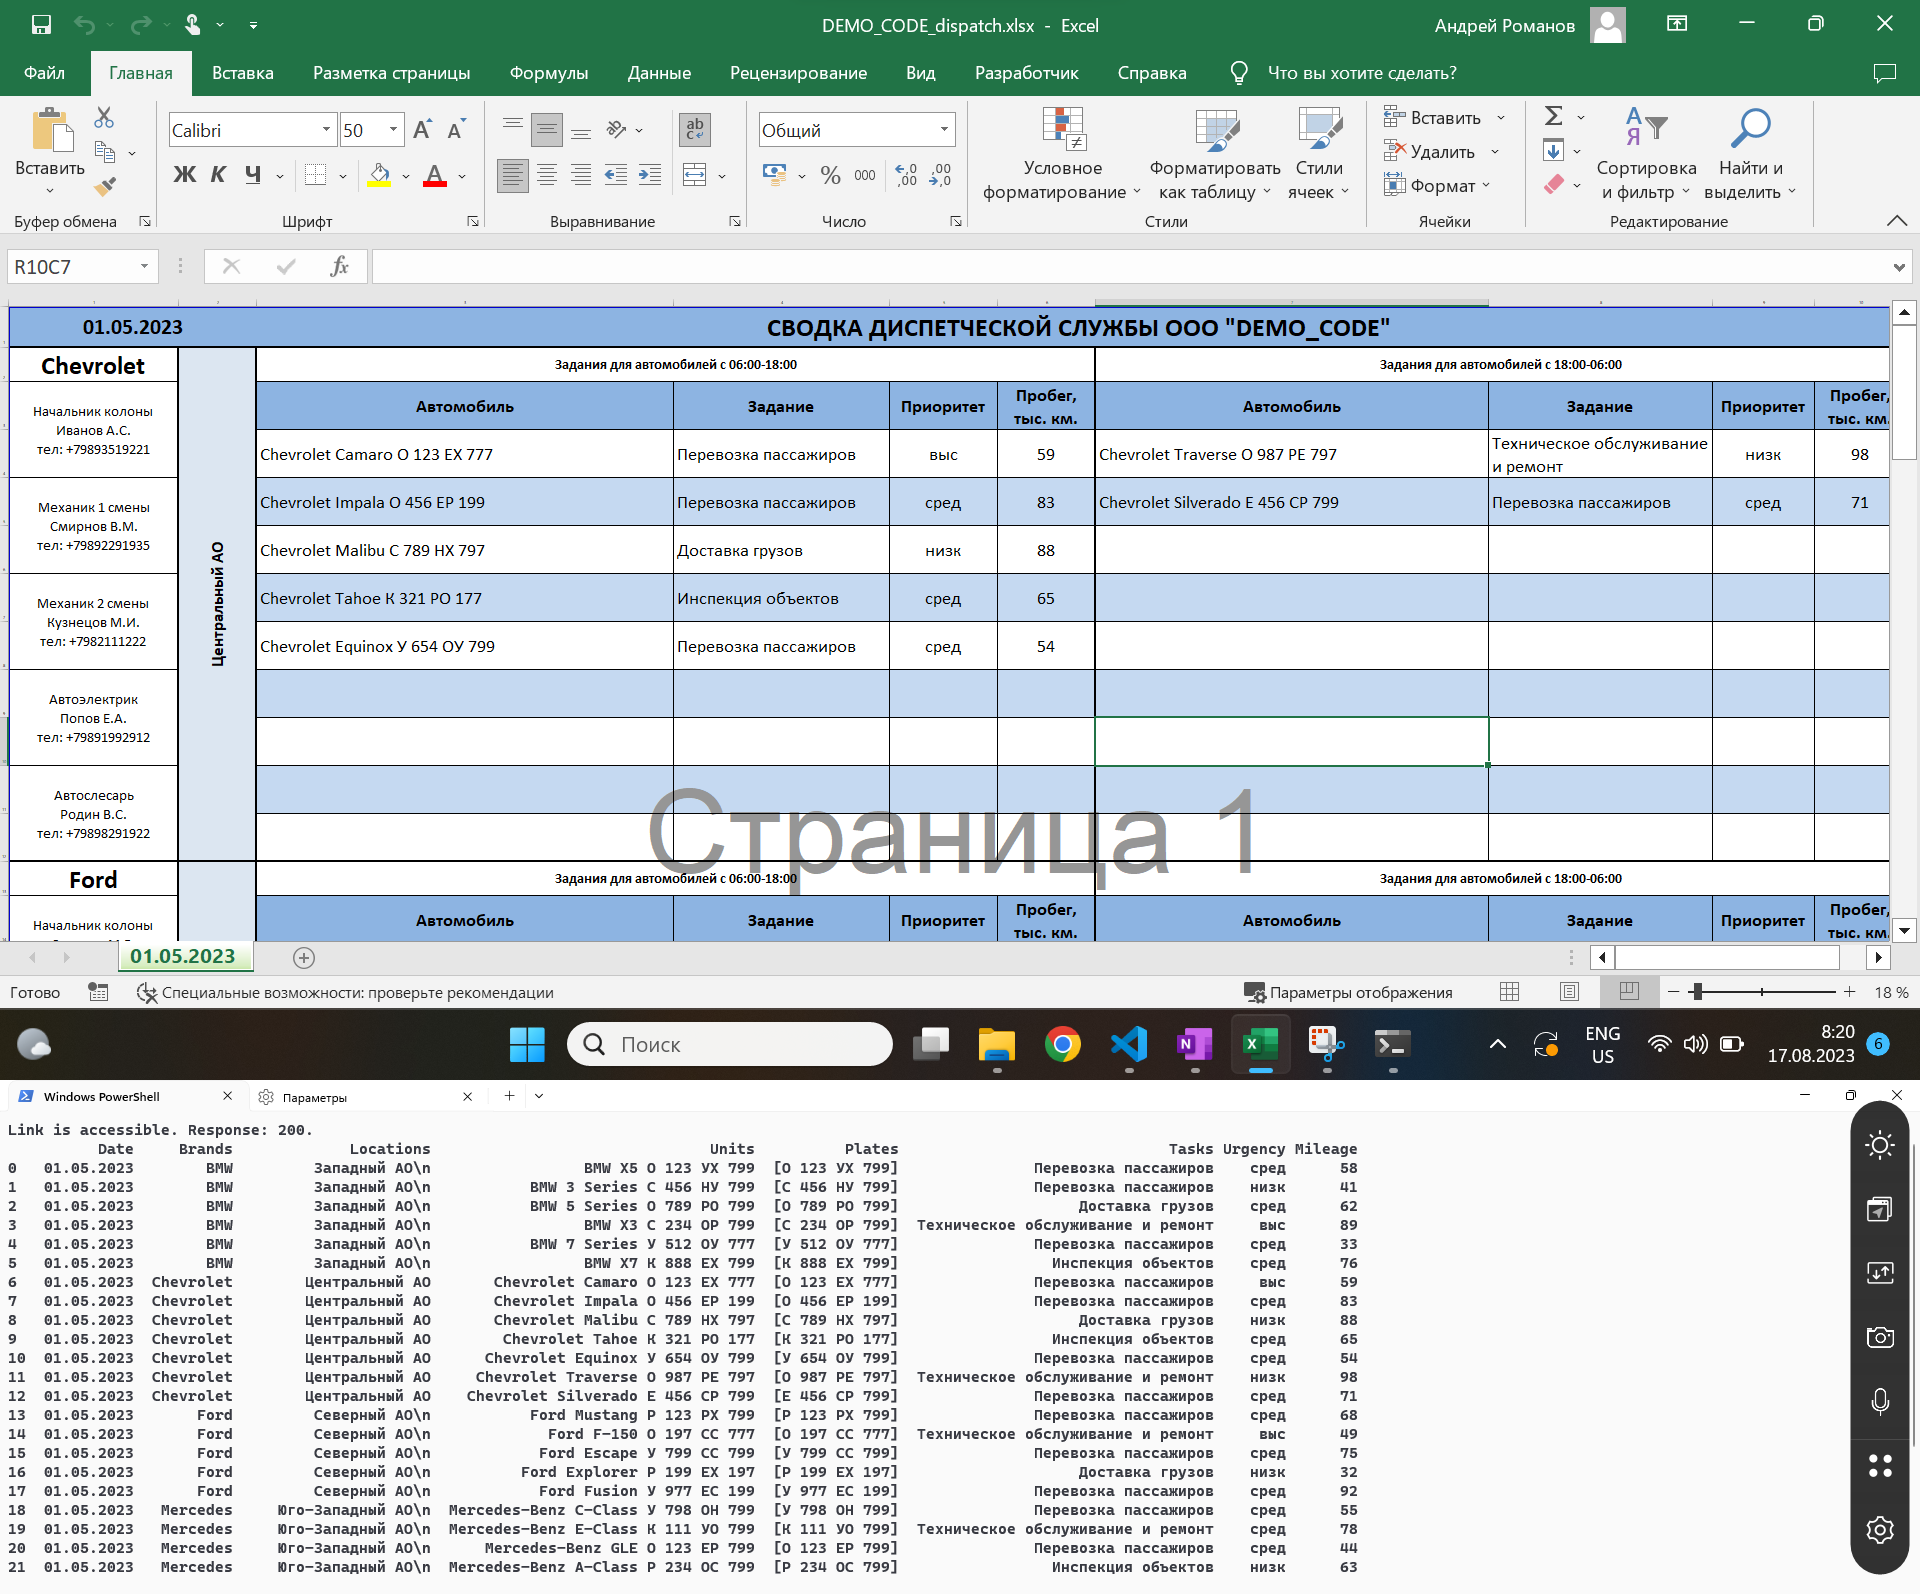 DEMO_CODE_dispatch.xlsx - Excel
Андрей Романов
Файл Главная Вставка Разметка страницы Формулы Данные Рецензирование Вид Разработчик Справка Что вы хотите сделать?
Вставить
Буфер обмена
Calibri 50
Ж К Ч
Шрифт
Выравнивание
Общий
% 000
Число
Условное форматирование
Форматировать как таблицу
Стили ячеек
Стили
Вставить
Удалить
Формат
Ячейки
Сортировка и фильтр
Найти и выделить
Редактирование
R10C7
fx
01.05.2023 СВОДКА ДИСПЕТЧЕСКОЙ СЛУЖБЫ ООО "DEMO_CODE"
Chevrolet
Начальник колоны
Иванов А.С.
тел: +79893519221
Механик 1 смены
Смирнов В.М.
тел: +79892291935
Механик 2 смены
Кузнецов М.И.
тел: +7982111222
Автоэлектрик
Попов Е.А.
тел: +79891992912
Автослесарь
Родин В.С.
тел: +79898291922
Центральный АО
Задания для автомобилей с 06:00-18:00 Задания для автомобилей с 18:00-06:00
Автомобиль Задание Приоритет Пробег, тыс. км. Автомобиль Задание Приоритет Пробег, тыс. км.
Chevrolet Camaro О 123 ЕХ 777 Перевозка пассажиров выс 59 Chevrolet Traverse О 987 РЕ 797 Техническое обслуживание и ремонт низк 98
Chevrolet Impala О 456 ЕР 199 Перевозка пассажиров сред 83 Chevrolet Silverado Е 456 СР 799 Перевозка пассажиров сред 71
Chevrolet Malibu С 789 НХ 797 Доставка грузов низк 88
Chevrolet Tahoe К 321 РО 177 Инспекция объектов сред 65
Chevrolet Equinox У 654 ОУ 799 Перевозка пассажиров сред 54
Страница 1
Ford
Задания для автомобилей с 06:00-18:00 Задания для автомобилей с 18:00-06:00
Начальник колоны
Автомобиль Задание Приоритет Пробег, тыс. км. Автомобиль Задание Приоритет Пробег, тыс. км.
01.05.2023
Готово Специальные возможности: проверьте рекомендации Параметры отображения 18 %
Поиск
ENG
US
8:20
17.08.2023
6
Windows PowerShell Параметры
Link is accessible. Response: 200.
Date Brands Locations Units Plates Tasks Urgency Mileage
0 01.05.2023 BMW Западный АО\n BMW X5 О 123 УХ 799 [О 123 УХ 799] Перевозка пассажиров сред 58
1 01.05.2023 BMW Западный АО\n BMW 3 Series С 456 НУ 799 [С 456 НУ 799] Перевозка пассажиров низк 41
2 01.05.2023 BMW Западный АО\n BMW 5 Series О 789 РО 799 [О 789 РО 799] Доставка грузов сред 62
3 01.05.2023 BMW Западный АО\n BMW X3 С 234 ОР 799 [С 234 ОР 799] Техническое обслуживание и ремонт выс 89
4 01.05.2023 BMW Западный АО\n BMW 7 Series У 512 ОУ 777 [У 512 ОУ 777] Перевозка пассажиров сред 33
5 01.05.2023 BMW Западный АО\n BMW X7 К 888 ЕХ 799 [К 888 ЕХ 799] Инспекция объектов сред 76
6 01.05.2023 Chevrolet Центральный АО Chevrolet Camaro О 123 ЕХ 777 [О 123 ЕХ 777] Перевозка пассажиров выс 59
7 01.05.2023 Chevrolet Центральный АО Chevrolet Impala О 456 ЕР 199 [О 456 ЕР 199] Перевозка пассажиров сред 83
8 01.05.2023 Chevrolet Центральный АО Chevrolet Malibu С 789 НХ 797 [С 789 НХ 797] Доставка грузов низк 88
9 01.05.2023 Chevrolet Центральный АО Chevrolet Tahoe К 321 РО 177 [К 321 РО 177] Инспекция объектов сред 65
10 01.05.2023 Chevrolet Центральный АО Chevrolet Equinox У 654 ОУ 799 [У 654 ОУ 799] Перевозка пассажиров сред 54
11 01.05.2023 Chevrolet Центральный АО Chevrolet Traverse О 987 РЕ 797 [О 987 РЕ 797] Техническое обслуживание и ремонт низк 98
12 01.05.2023 Chevrolet Центральный АО Chevrolet Silverado Е 456 СР 799 [Е 456 СР 799] Перевозка пассажиров сред 71
13 01.05.2023 Ford Северный АО\n Ford Mustang Р 123 РХ 799 [Р 123 РХ 799] Перевозка пассажиров сред 68
14 01.05.2023 Ford Северный АО\n Ford F-150 О 197 СС 777 [О 197 СС 777] Техническое обслуживание и ремонт выс 49
15 01.05.2023 Ford Северный АО\n Ford Escape У 799 СС 799 [У 799 СС 799] Перевозка пассажиров сред 75
16 01.05.2023 Ford Северный АО\n Ford Explorer Р 199 ЕХ 197 [Р 199 ЕХ 197] Доставка грузов низк 32
17 01.05.2023 Ford Северный АО\n Ford Fusion У 977 ЕС 199 [У 977 ЕС 199] Перевозка пассажиров сред 92
18 01.05.2023 Mercedes Юго-Западный АО\n Mercedes-Benz C-Class У 798 ОН 799 [У 798 ОН 799] Перевозка пассажиров сред 55
19 01.05.2023 Mercedes Юго-Западный АО\n Mercedes-Benz E-Class К 111 УО 799 [К 111 УО 799] Техническое обслуживание и ремонт сред 78
20 01.05.2023 Mercedes Юго-Западный АО\n Mercedes-Benz GLE О 123 ЕР 799 [О 123 ЕР 799] Перевозка пассажиров сред 44
21 01.05.2023 Mercedes Юго-Западный АО\n Mercedes-Benz A-Class Р 234 ОС 799 [Р 234 ОС 799] Инспекция объектов низк 63